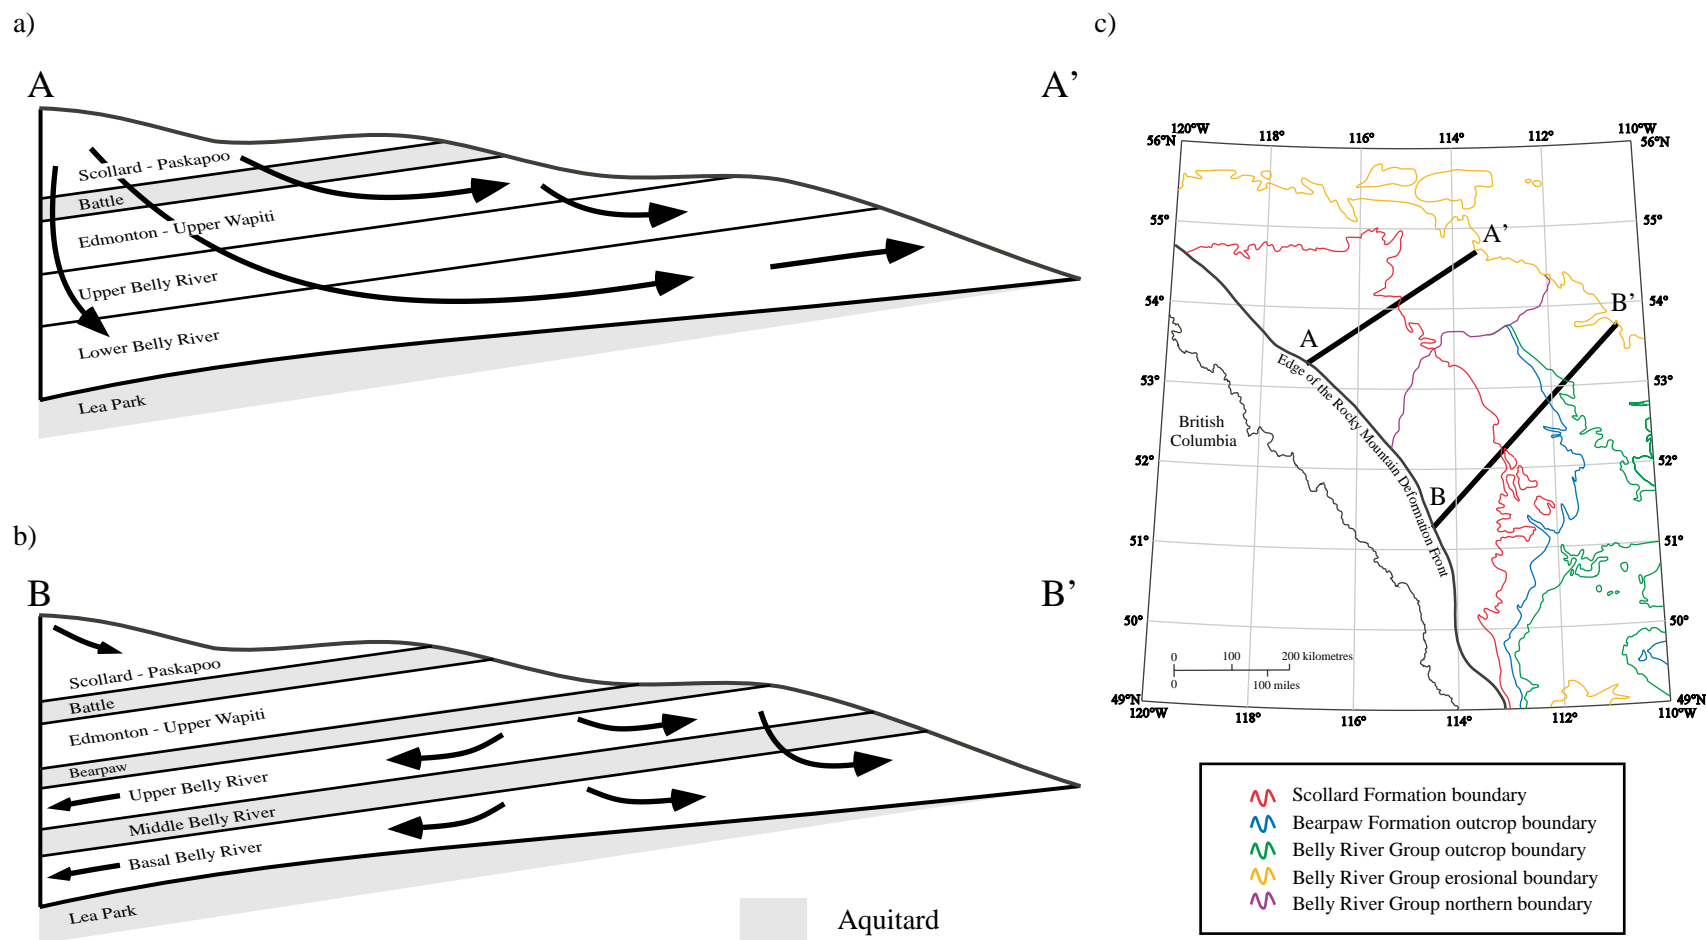 a)
A
A’
Scollard - Paskapoo
Battle
Edmonton - Upper Wapiti
Upper Belly River
Lower Belly River
Lea Park
b)
B
B’
Scollard - Paskapoo
Battle
Edmonton - Upper Wapiti
Bearpaw
Upper Belly River
Middle Belly River
Basal Belly River
Lea Park
Aquitard
c)
120°W
118°
116°
114°
112°
110°W
56°N
56°N
55°
55°
54°
54°
53°
53°
52°
52°
51°
51°
50°
50°
49°N
49°N
120°W
118°
116°
114°
112°
110°W
A’
B’
A
B
Edge of the Rocky Mountain Deformation Front
British
Columbia
0 100 200 kilometres
0 100 miles
Scollard Formation boundary
Bearpaw Formation outcrop boundary
Belly River Group outcrop boundary
Belly River Group erosional boundary
Belly River Group northern boundary